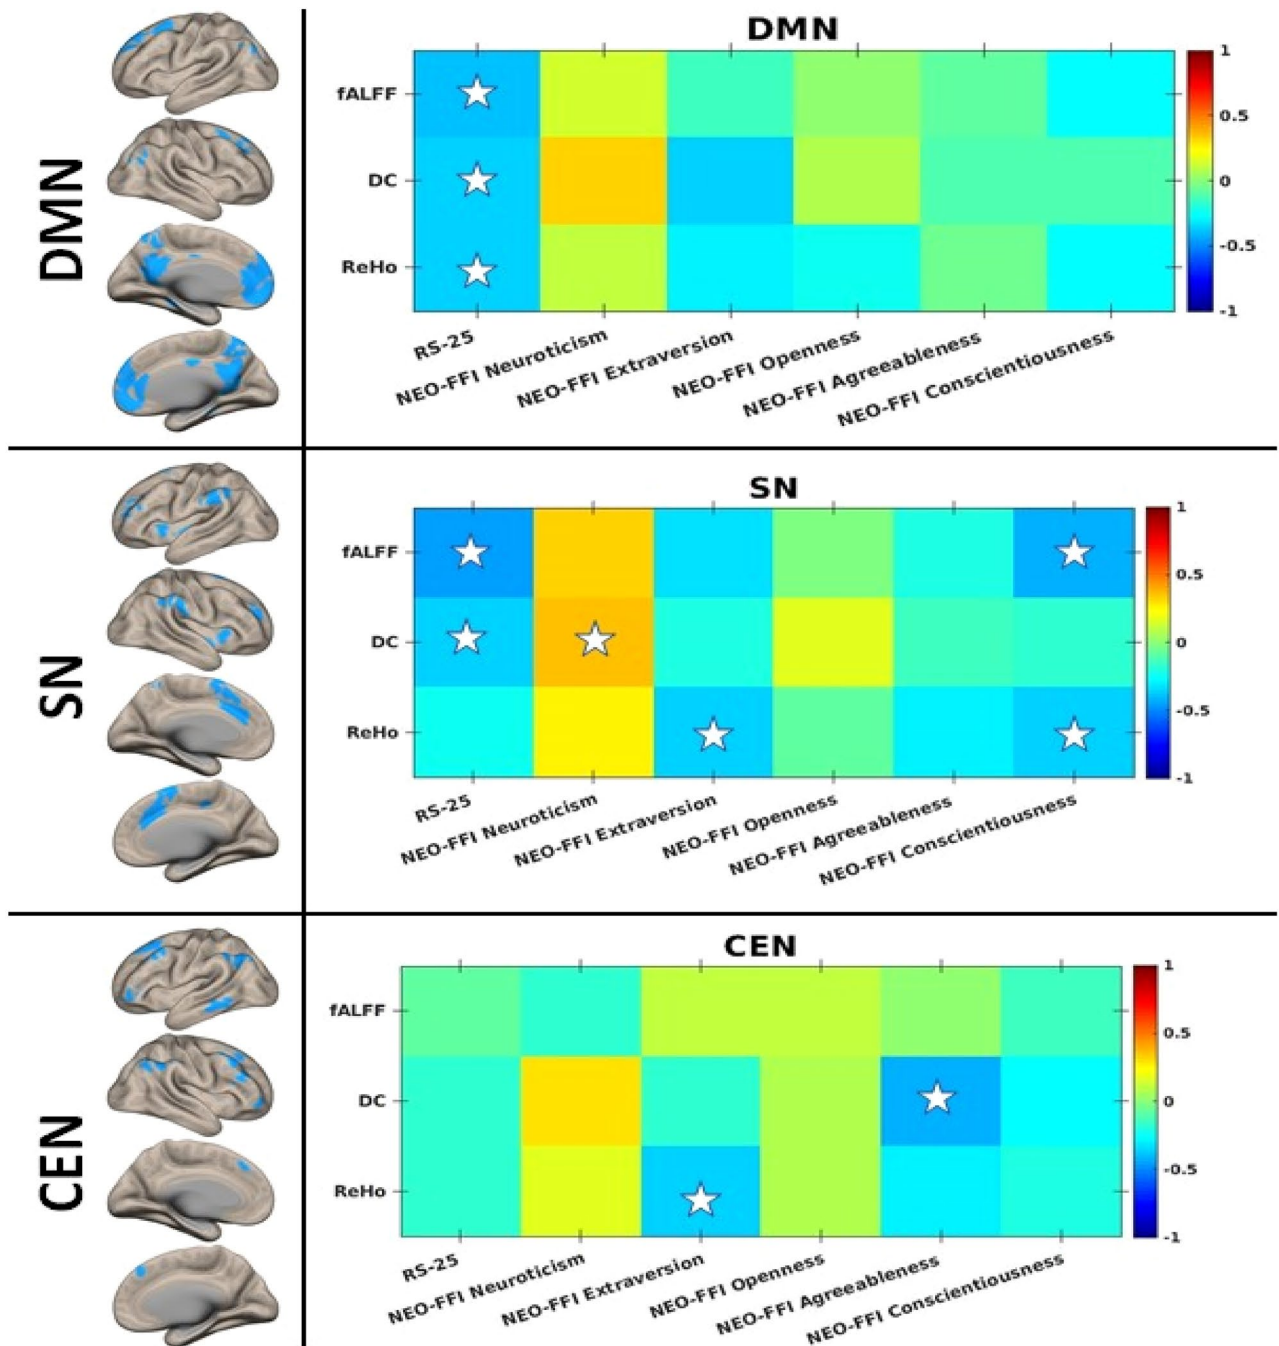 DMN
DMN
fALFF
DC
ReHo
1
0.5
0
-0.5
-1
RS-25
NEO-FFI Neuroticism
NEO-FFI Extraversion
NEO-FFI Openness
NEO-FFI Agreeableness
NEO-FFI Conscientiousness
SN
SN
fALFF
DC
ReHo
1
0.5
0
-0.5
-1
RS-25
NEO-FFI Neuroticism
NEO-FFI Extraversion
NEO-FFI Openness
NEO-FFI Agreeableness
NEO-FFI Conscientiousness
CEN
CEN
fALFF
DC
ReHo
1
0.5
0
-0.5
-1
RS-25
NEO-FFI Neuroticism
NEO-FFI Extraversion
NEO-FFI Openness
NEO-FFI Agreeableness
NEO-FFI Conscientiousness